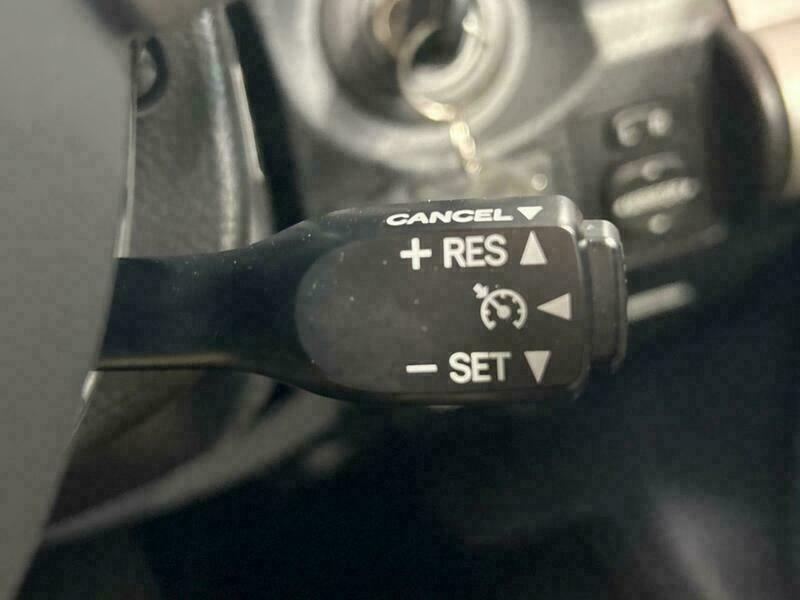 CANCEL
+ RES
- SET